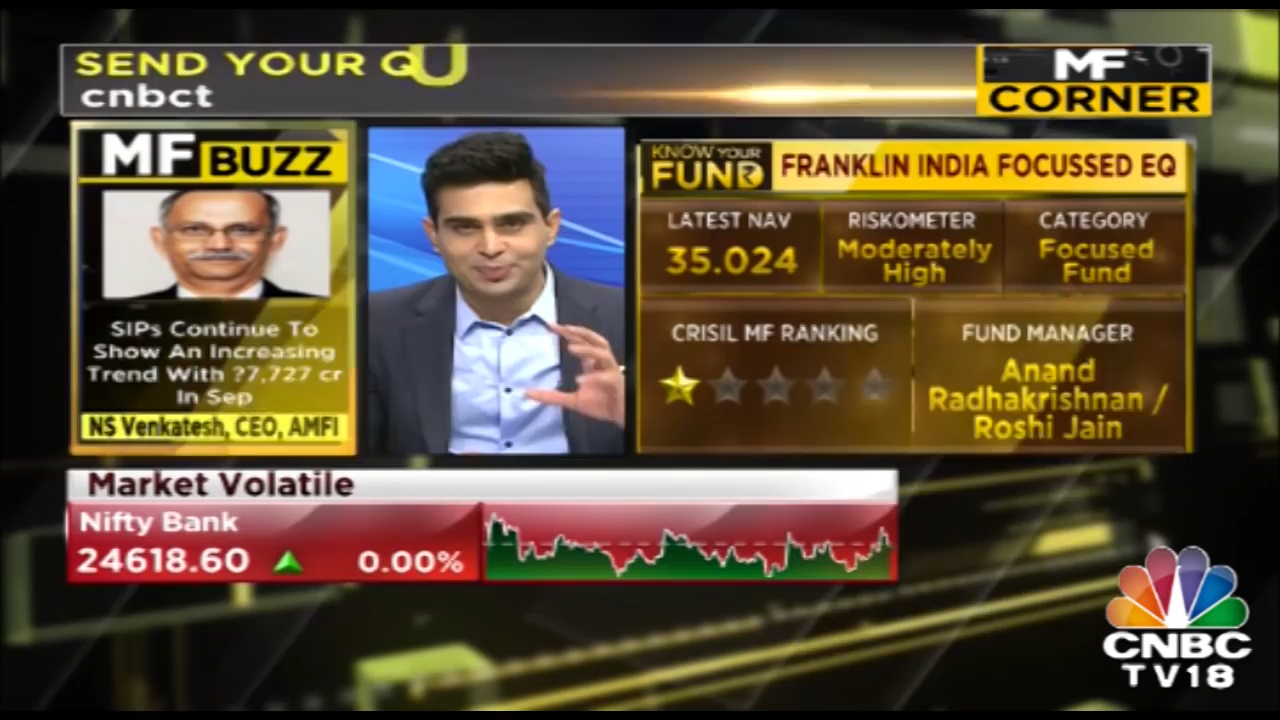 SEND YOUR QU
cnbct
MF
CORNER
MF BUZZ
SIPs Continue To
Show An Increasing
Trend With ?7,727 cr
In Sep
NS Venkatesh, CEO, AMFI
KNOW YOUR
FUND
FRANKLIN INDIA FOCUSSED EQ
LATEST NAV
35.024
RISKOMETER
Moderately
High
CATEGORY
Focused
Fund
CRISIL MF RANKING
FUND MANAGER
Anand
Radhakrishnan /
Roshi Jain
Market Volatile
Nifty Bank
24618.60 0.00%
CNBC
TV18